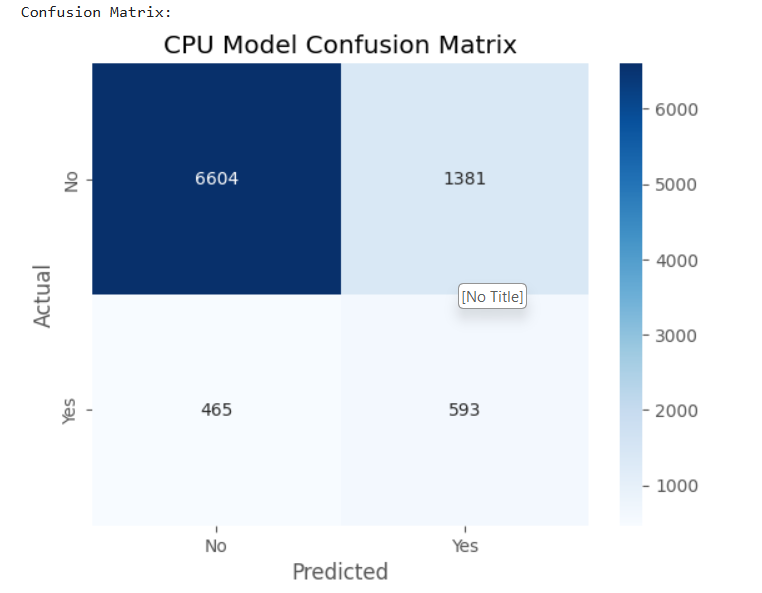 Confusion Matrix:
CPU Model Confusion Matrix
No
6604
1381
6000
5000
4000
[No Title]
Actual
3000
Yes
465
593
2000
1000
No
Yes
Predicted